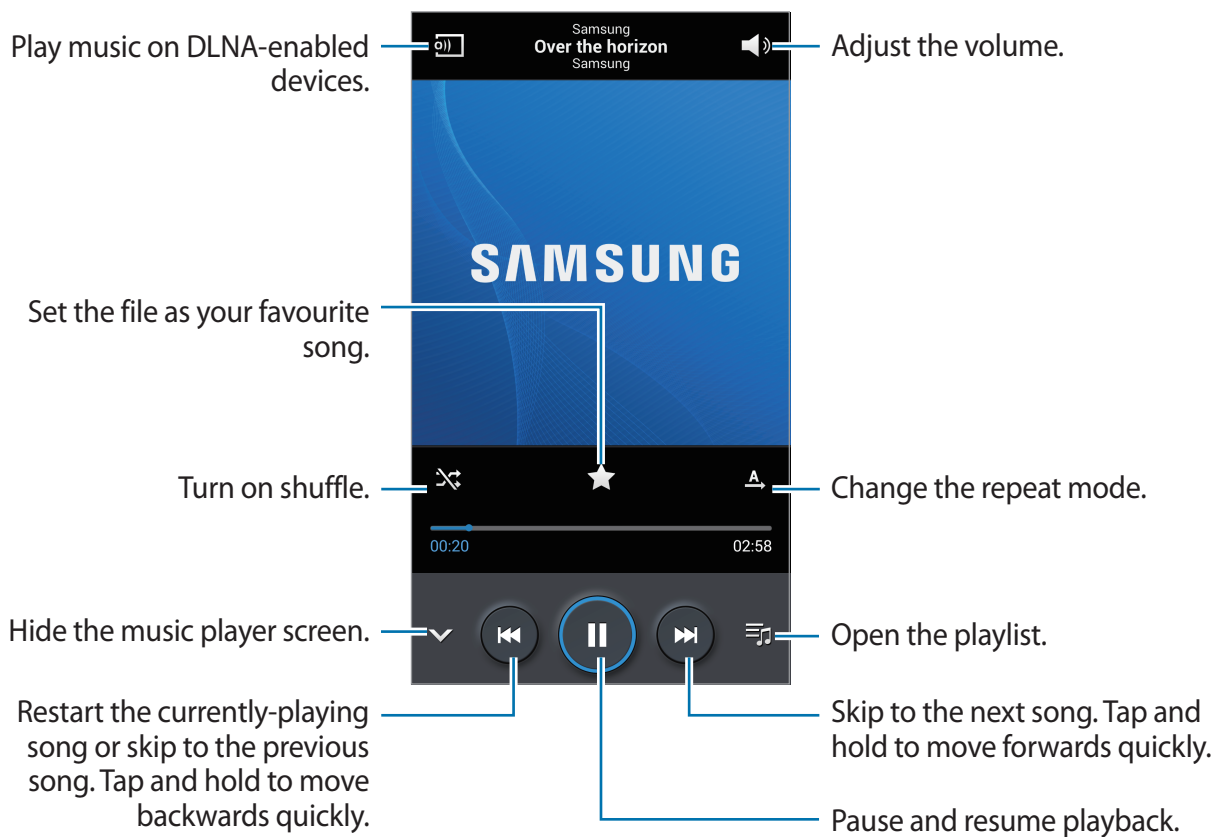 Play music on DLNA-enabled
devices.
Samsung
Over the horizon
Samsung
Adjust the volume.
SAMSUNG
Set the file as your favourite
song.
Turn on shuffle.
A
Change the repeat mode.
00:20
02:58
Hide the music player screen.
Open the playlist.
Restart the currently-playing
song or skip to the previous
song. Tap and hold to move
backwards quickly.
Skip to the next song. Tap and
hold to move forwards quickly.
Pause and resume playback.